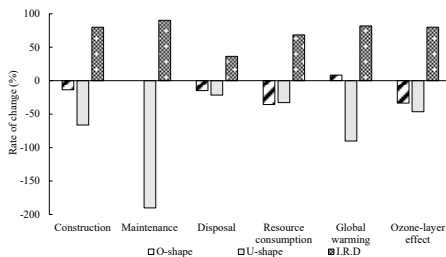 100
50
0
-50
-100
-150
-200
Rate of change (%)
Construction
Maintenance
Disposal
Resource
consumption
Global
warming
Ozone-layer
effect
O-shape
U-shape
I.R.D